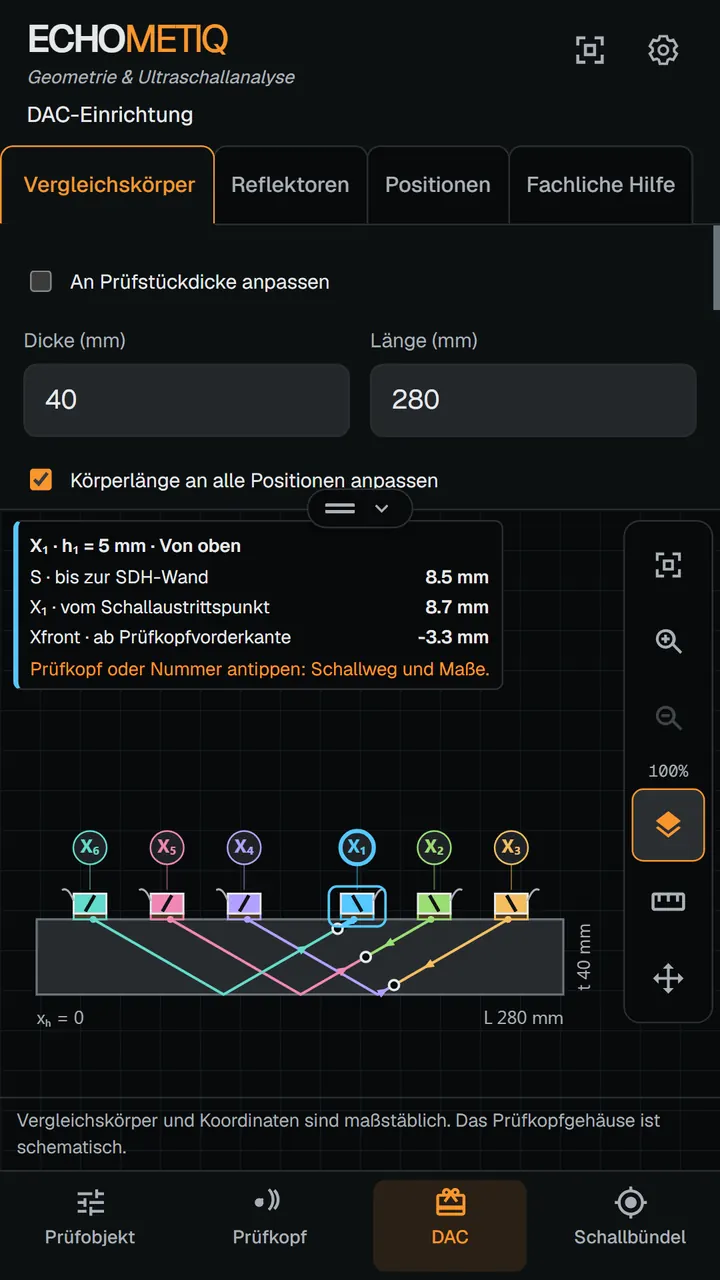 ECHOMETIQ
Geometrie & Ultraschallanalyse
DAC-Einrichtung
Vergleichskörper Reflektoren Positionen Fachliche Hilfe
An Prüfstückdicke anpassen
Dicke (mm) Länge (mm)
40 280
Körperlänge an alle Positionen anpassen
X₁ · h₁ = 5 mm · Von oben
S · bis zur SDH-Wand 8.5 mm
X₁ · vom Schallaustrittspunkt 8.7 mm
Xfront · ab Prüfkopfvorderkante -3.3 mm
Prüfkopf oder Nummer antippen: Schallweg und Maße.
100%
X₆ X₅ X₄ X₁ X₂ X₃
t 40 mm
xₕ = 0 L 280 mm
Vergleichskörper und Koordinaten sind maßstäblich. Das Prüfkopfgehäuse ist
schematisch.
Prüfobjekt Prüfkopf DAC Schallbündel